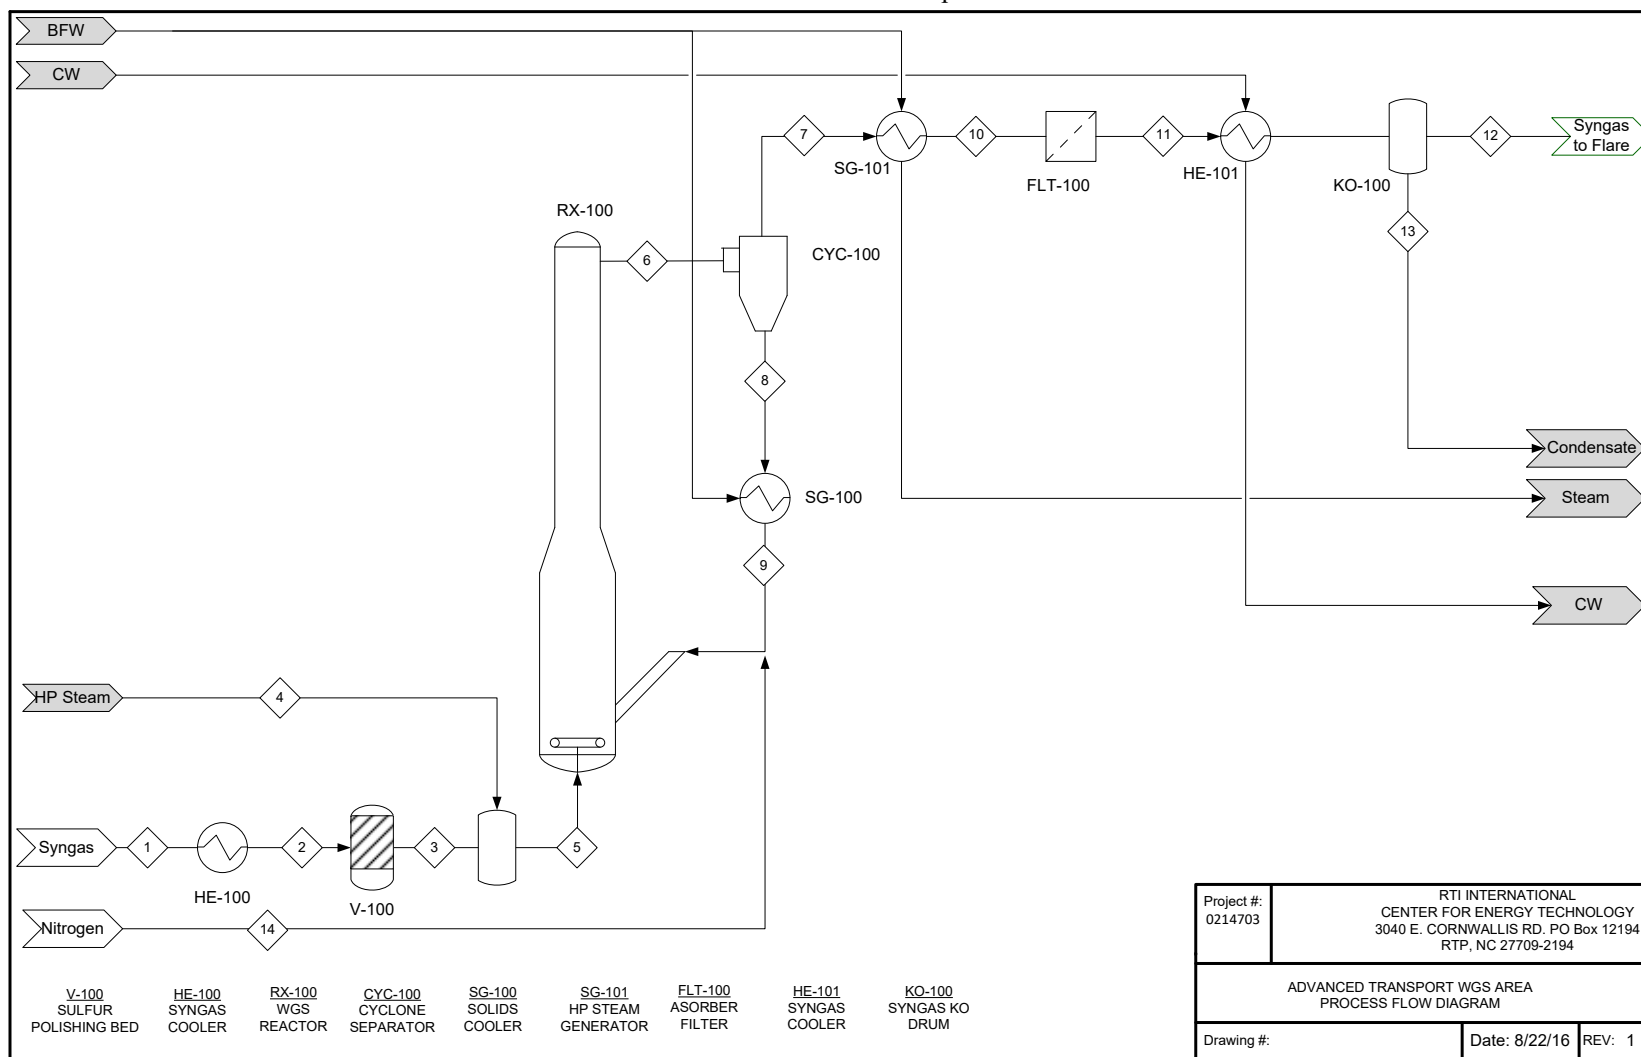 BFW
CW
7
10
11
12
Syngas
to Flare
SG-101
FLT-100
HE-101
KO-100
RX-100
13
6
CYC-100
8
Condensate
SG-100
Steam
9
CW
HP Steam
4
Syngas
1
2
3
5
HE-100
V-100
Nitrogen
14
V-100
SULFUR
POLISHING BED
HE-100
SYNGAS
COOLER
RX-100
WGS
REACTOR
CYC-100
CYCLONE
SEPARATOR
SG-100
SOLIDS
COOLER
SG-101
HP STEAM
GENERATOR
FLT-100
ASORBER
FILTER
HE-101
SYNGAS
COOLER
KO-100
SYNGAS KO
DRUM
Project #:
0214703
RTI INTERNATIONAL
CENTER FOR ENERGY TECHNOLOGY
3040 E. CORNWALLIS RD. PO Box 12194
RTP, NC 27709-2194
ADVANCED TRANSPORT WGS AREA
PROCESS FLOW DIAGRAM
Drawing #:
Date: 8/22/16
REV: 1